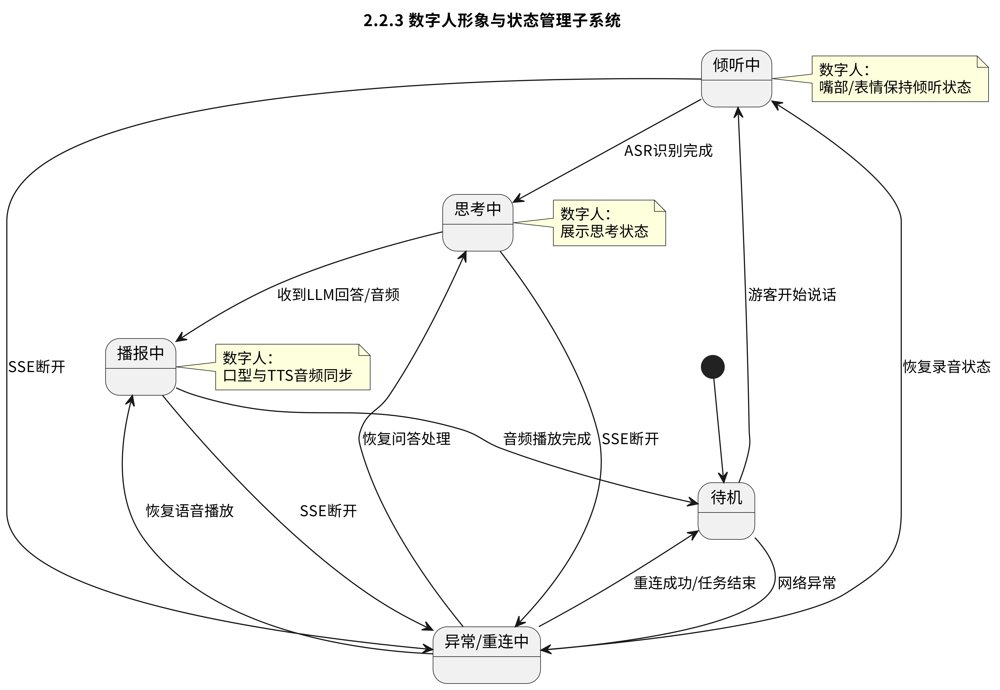 2.2.3 数字人形象与状态管理子系统
倾听中
数字人：
嘴部/表情保持倾听状态
ASR识别完成
思考中
数字人：
展示思考状态
收到LLM回答/音频
游客开始说话
播报中
数字人：
口型与TTS音频同步
SSE断开
恢复录音状态
恢复问答处理
音频播放完成
SSE断开
待机
恢复语音播放
SSE断开
重连成功/任务结束
网络异常
异常/重连中